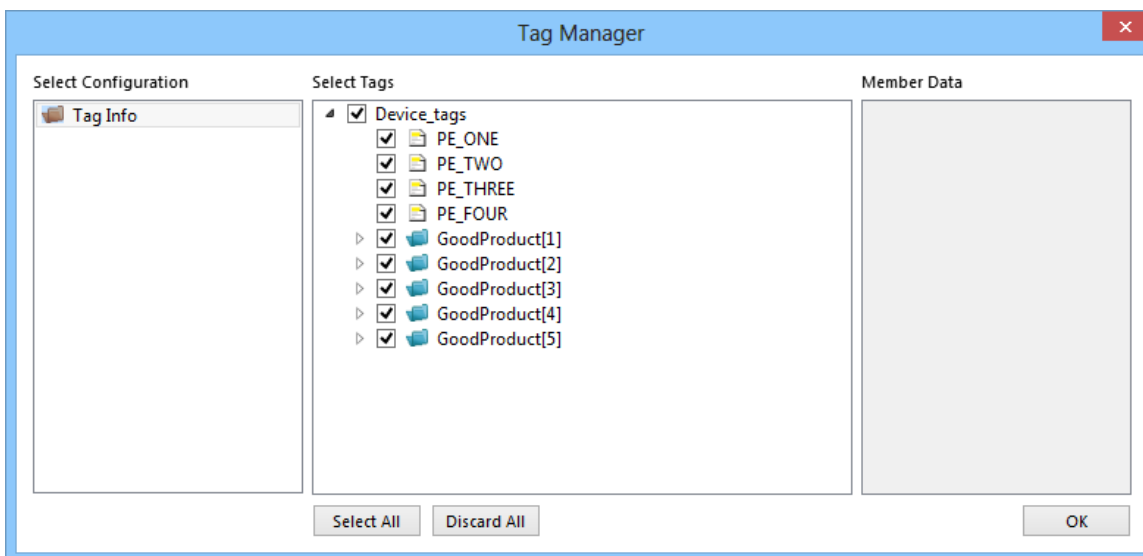 Tag Manager
Select Configuration
Select Tags
Member Data
Tag Info
Device_tags
PE_ONE
PE_TWO
PE_THREE
PE_FOUR
GoodProduct[1]
GoodProduct[2]
GoodProduct[3]
GoodProduct[4]
GoodProduct[5]
Select All
Discard All
OK